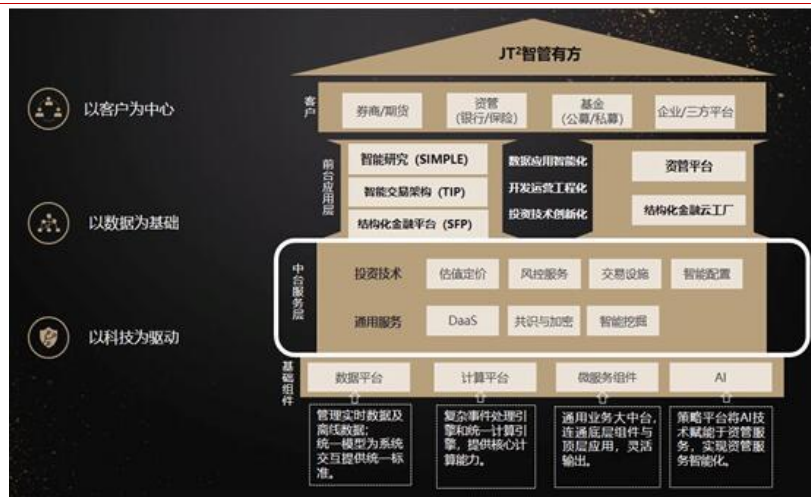 JT²智管有方
以客户为中心
以数据为基础
以科技为驱动
客户
券商/期货
资管
(银行/保险)
基金
(公募/私募)
企业/三方平台
前台应用层
智能研究（SIMPLE）
智能交易架构（TIP）
结构化金融平台（SFP）
数据应用智能化
开发运营工程化
投资技术创新化
资管平台
结构化金融云工厂
中台服务层
投资技术
估值定价
风控服务
交易设施
智能配置
通用服务
DaaS
共识与加密
智能挖掘
基础组件
数据平台
计算平台
微服务组件
AI
管理实时数据及
离线数据；
统一模型为系统
交互提供统一标
准。
复杂事件处理引
擎和统一计算引
擎，提供核心计
算能力。
通用业务大中台，
连通底层组件与
顶层应用，灵活
输出。
策略平台将AI技
术赋能于资管服
务，实现资管服
务智能化。